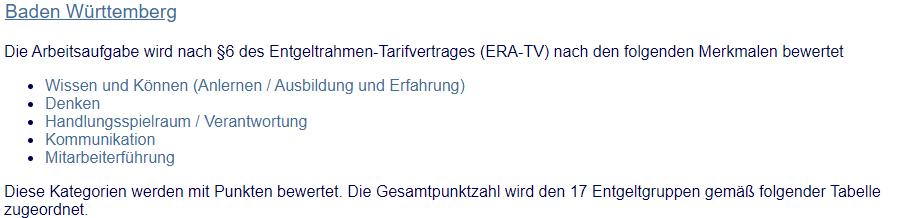 Baden Württemberg
Die Arbeitsaufgabe wird nach §6 des Entgeltrahmen-Tarifvertrages (ERA-TV) nach den folgenden Merkmalen bewertet
• Wissen und Können (Anlernen / Ausbildung und Erfahrung)
• Denken
• Handlungsspielraum / Verantwortung
• Kommunikation
• Mitarbeiterführung
Diese Kategorien werden mit Punkten bewertet. Die Gesamtpunktzahl wird den 17 Entgeltgruppen gemäß folgender Tabelle
zugeordnet.